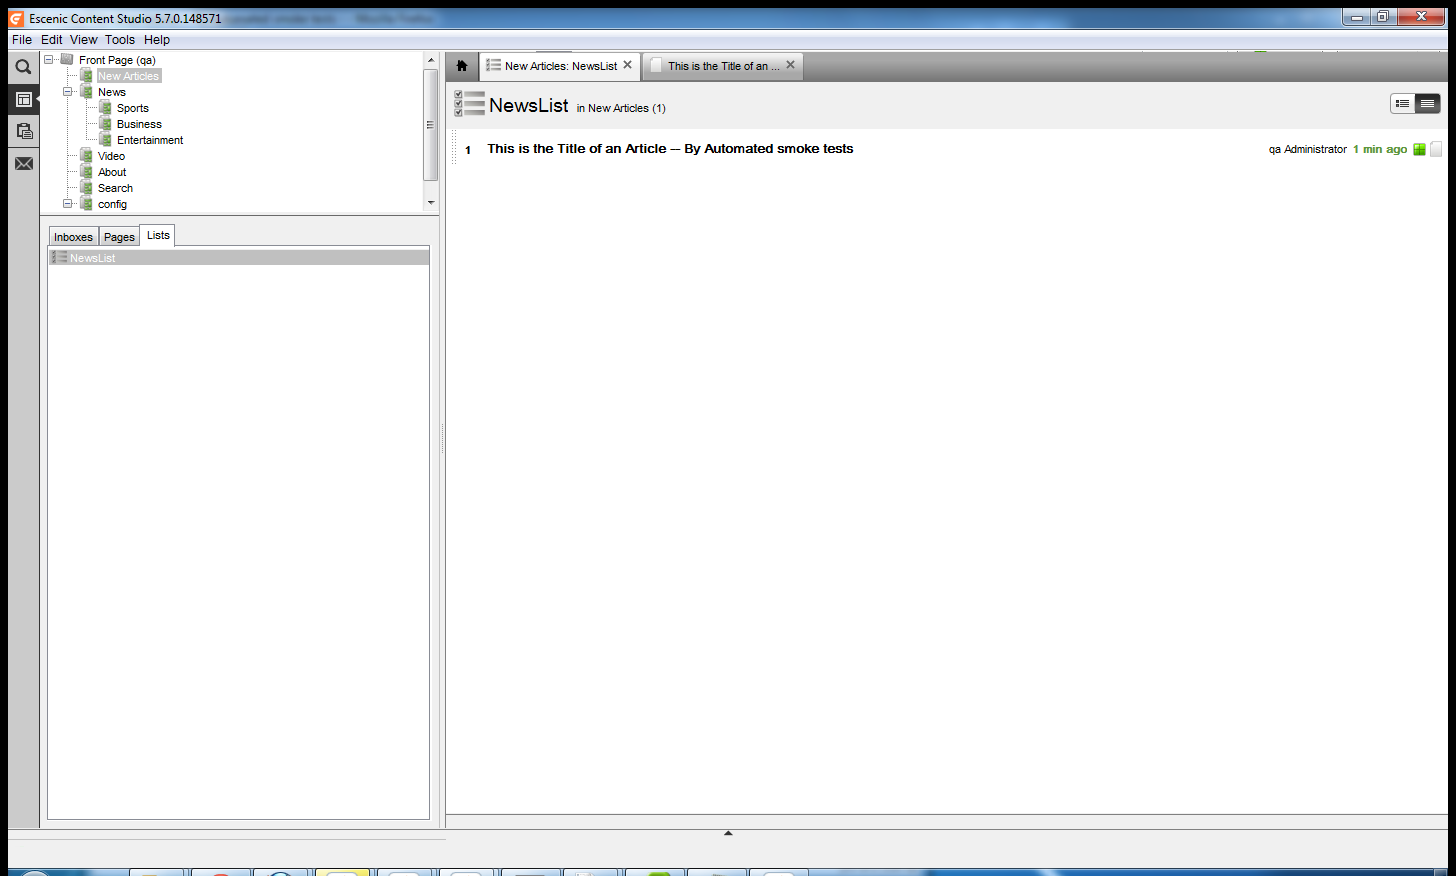 Escenic Content Studio 5.7.0.148571
File Edit View Tools Help
Front Page (qa)
New Articles
News
Sports
Business
Entertainment
Video
About
Search
config
Inboxes Pages Lists
NewsList
New Articles: NewsList
This is the Title of an ...
NewsList in New Articles (1)
1 This is the Title of an Article — By Automated smoke tests
qa Administrator 1 min ago